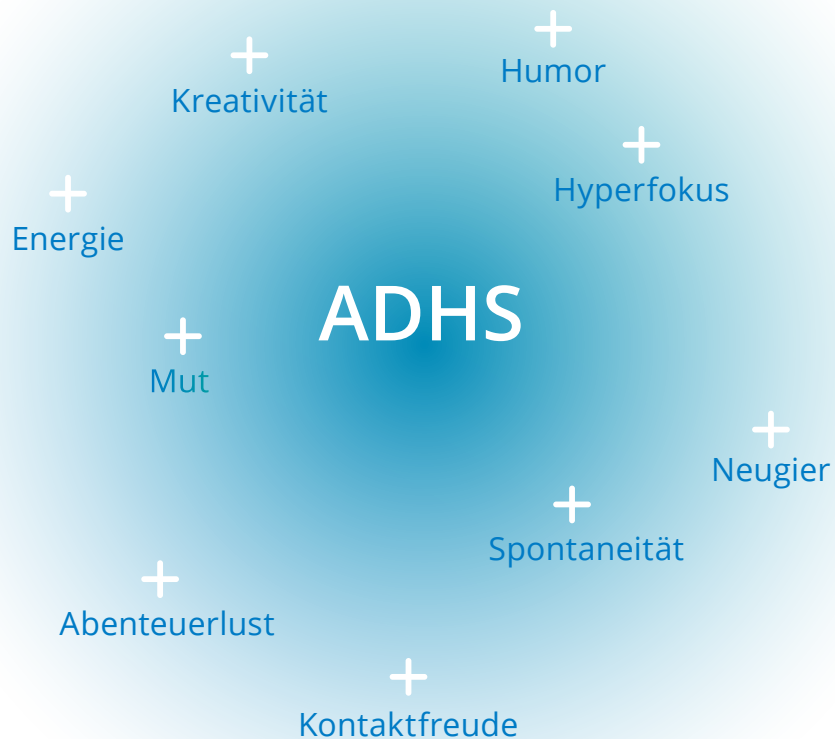 Humor
Kreativität
Hyperfokus
Energie
ADHS
Mut
Neugier
Spontaneität
Abenteuerlust
Kontaktfreude